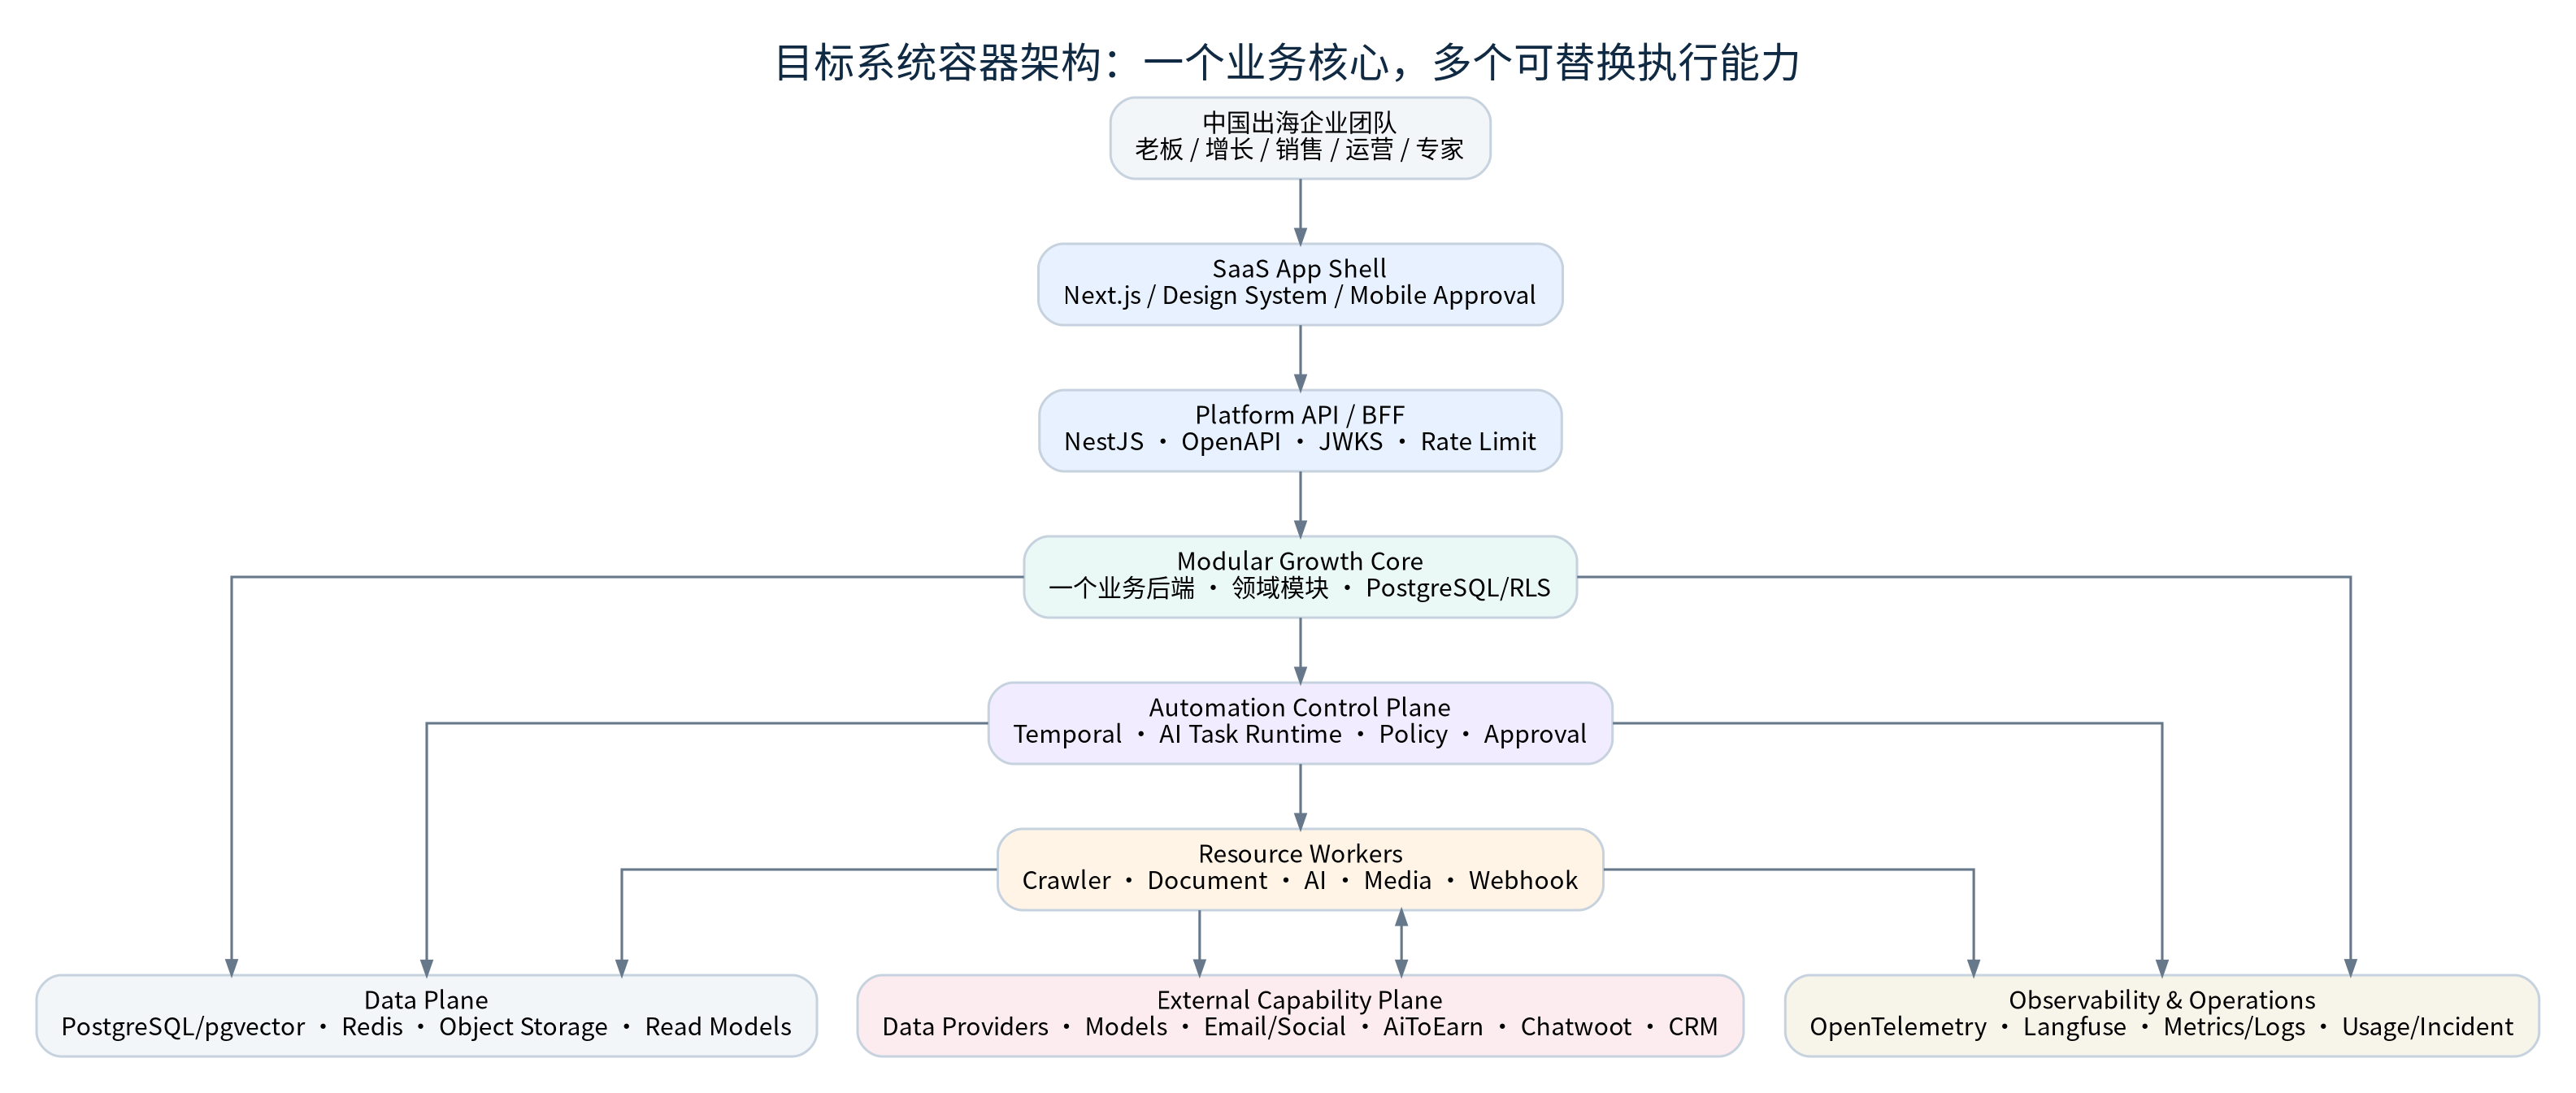 目标系统容器架构：一个业务核心，多个可替换执行能力
中国出海企业团队
老板 / 增长 / 销售 / 运营 / 专家
SaaS App Shell
Next.js / Design System / Mobile Approval
Platform API / BFF
NestJS · OpenAPI · JWKS · Rate Limit
Modular Growth Core
一个业务后端 · 领域模块 · PostgreSQL/RLS
Automation Control Plane
Temporal · AI Task Runtime · Policy · Approval
Resource Workers
Crawler · Document · AI · Media · Webhook
Data Plane
PostgreSQL/pgvector · Redis · Object Storage · Read Models
External Capability Plane
Data Providers · Models · Email/Social · AiToEarn · Chatwoot · CRM
Observability & Operations
OpenTelemetry · Langfuse · Metrics/Logs · Usage/Incident